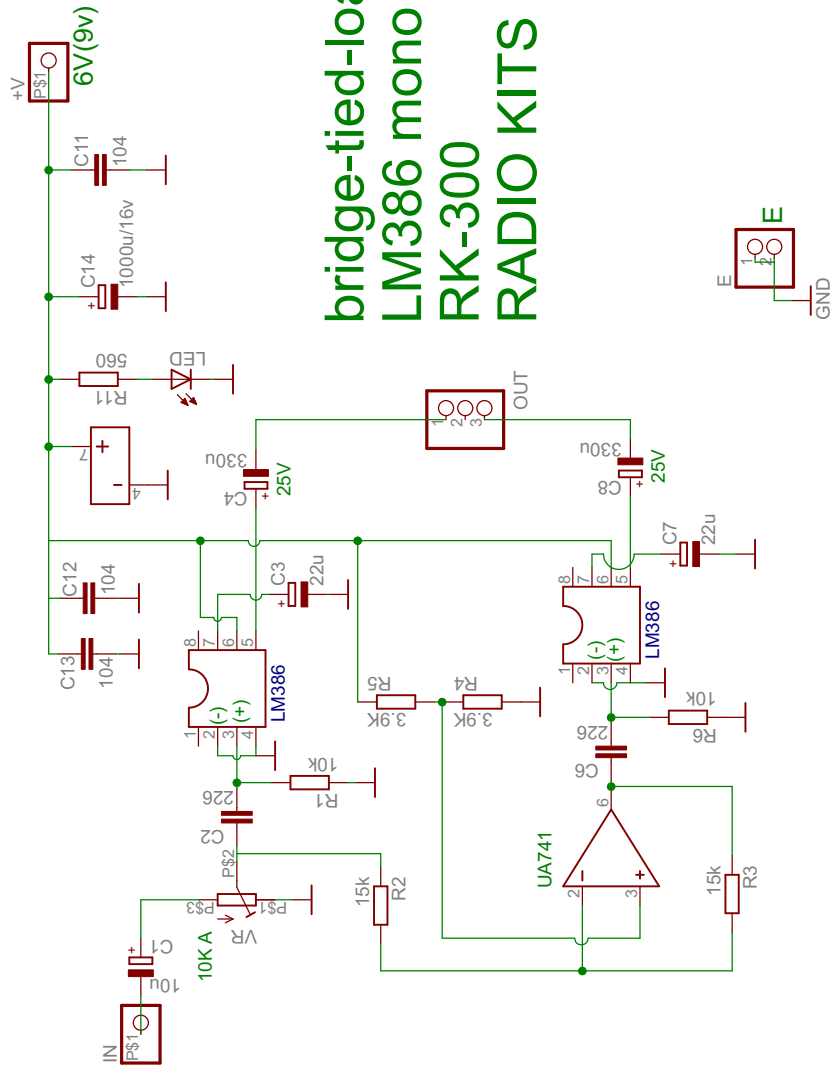 bridge-tied-loa
LM386 mono
RK-300
RADIO KITS
+V
P$1
6V(9v)
C11
104
C14
1000u/16v
+
R11
560
LED
7
+
-
4
C12
104
C13
104
C4
330u
+
25V
C3
22u
+
8
7
6
5
1
2
3
4
(-)
(+)
LM386
OUT
1
2
3
C8
330u
+
25V
C7
22u
+
8
7
6
5
1
2
3
4
(-)
(+)
LM386
E
1
2
E
GND
R5
3.9K
R4
3.9K
R1
10k
C2
226
R6
10k
C6
226
P$2
P$3
P$1
VR
10K A
R2
15k
UA741
6
2
3
-
+
R3
15k
C1
10u
+
IN
P$1